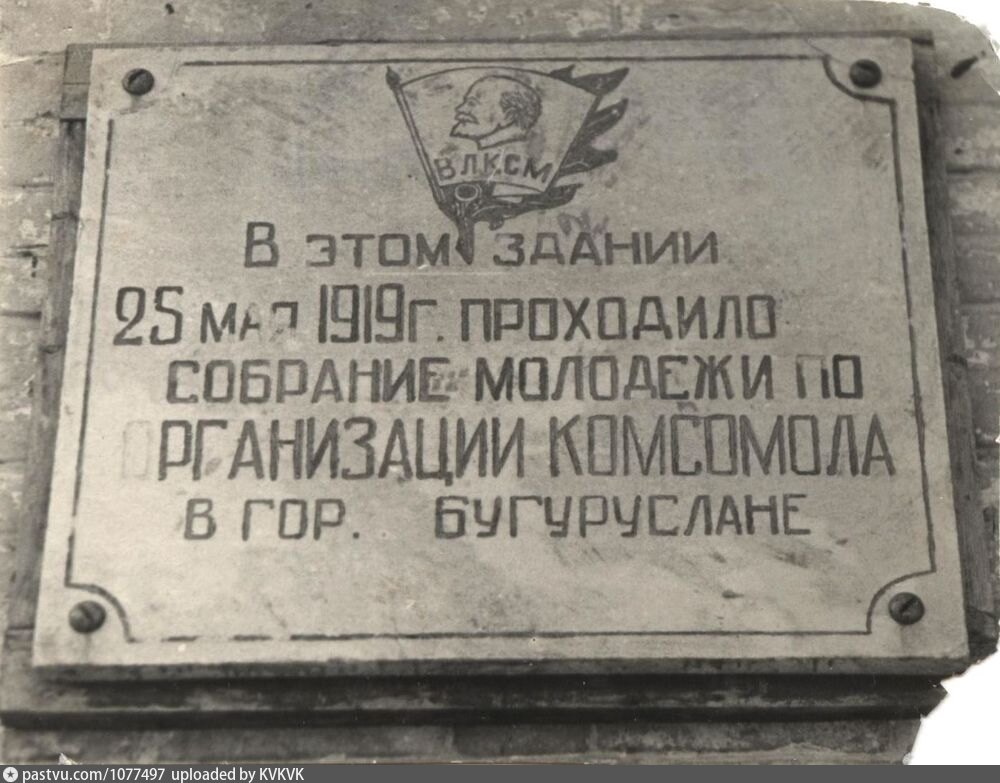 ВЛКСМ
В ЭТОМ ЗДАНИИ
25 МАЯ 1919Г. ПРОХОДИЛО
СОБРАНИЕ МОЛОДЕЖИ ПО
ОРГАНИЗАЦИИ КОМСОМОЛА
В ГОР. БУГУРУСЛАНЕ
pastvu.com/1077497 uploaded by KVKVK